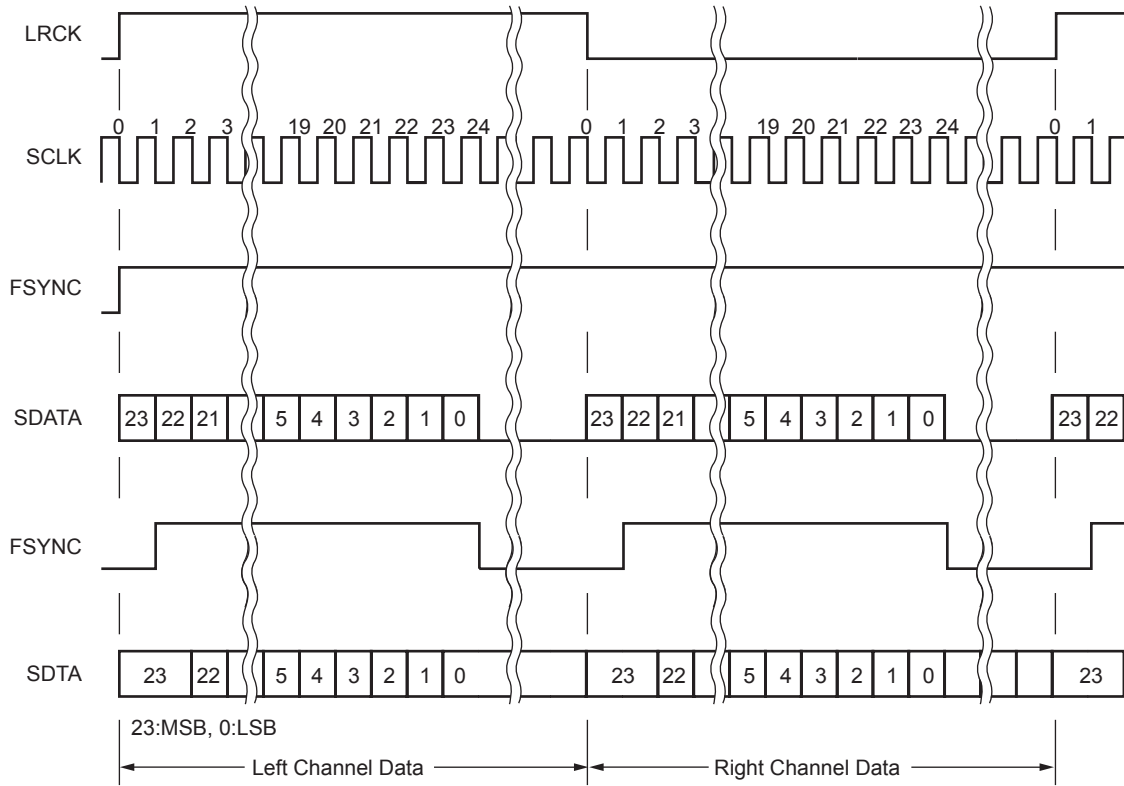 LRCK
0 1 2 3 19 20 21 22 23 24 0 1 2 3 19 20 21 22 23 24 0 1
SCLK
FSYNC
SDATA 23 22 21 5 4 3 2 1 0 23 22 21 5 4 3 2 1 0 23 22
FSYNC
SDTA 23 22 5 4 3 2 1 0 23 22 5 4 3 2 1 0 23
23:MSB, 0:LSB
Left Channel Data Right Channel Data